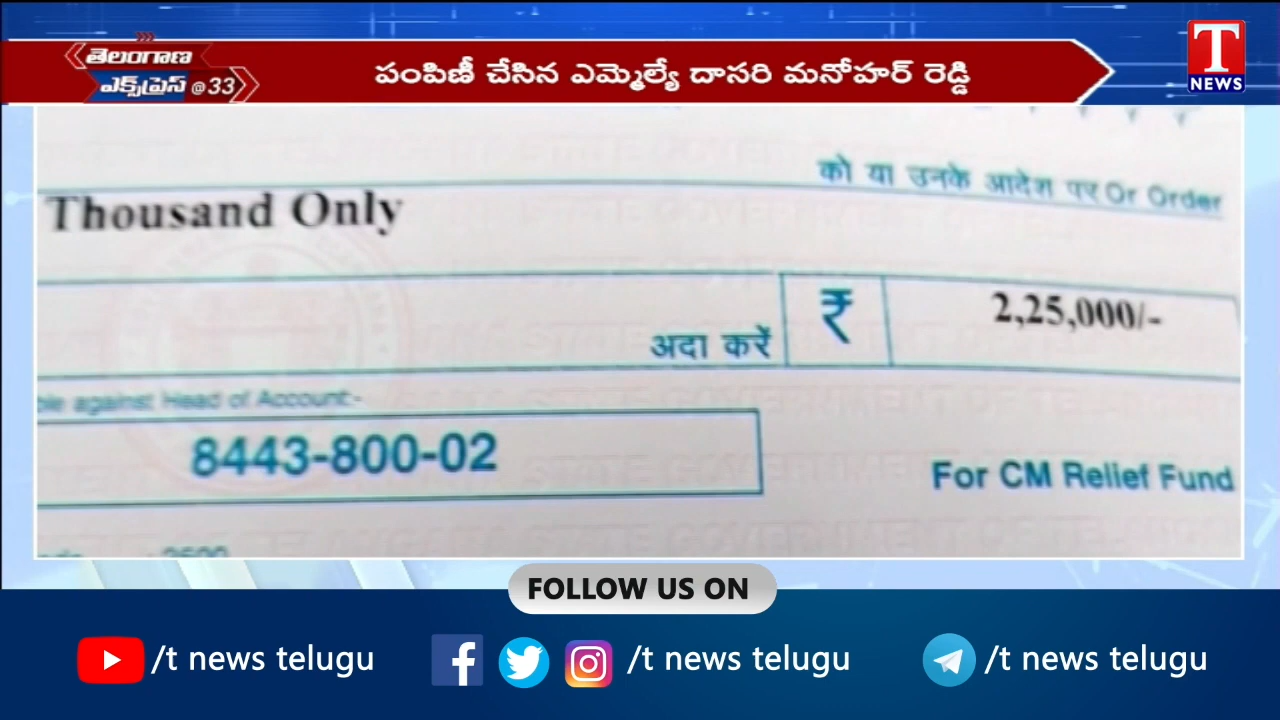 తెలంగాణ
ఎక్స్‌ప్రెస్ @ 33
పంపిణీ చేసిన ఎమ్మెల్యే దాసరి మనోహర్ రెడ్డి
T
NEWS
को या उनके आदेश पर Or Order
Thousand Only
अदा करें
₹
2,25,000/-
against Head of Account:-
8443-800-02
For CM Relief Fund
FOLLOW US ON
/t news telugu
/t news telugu
/t news telugu